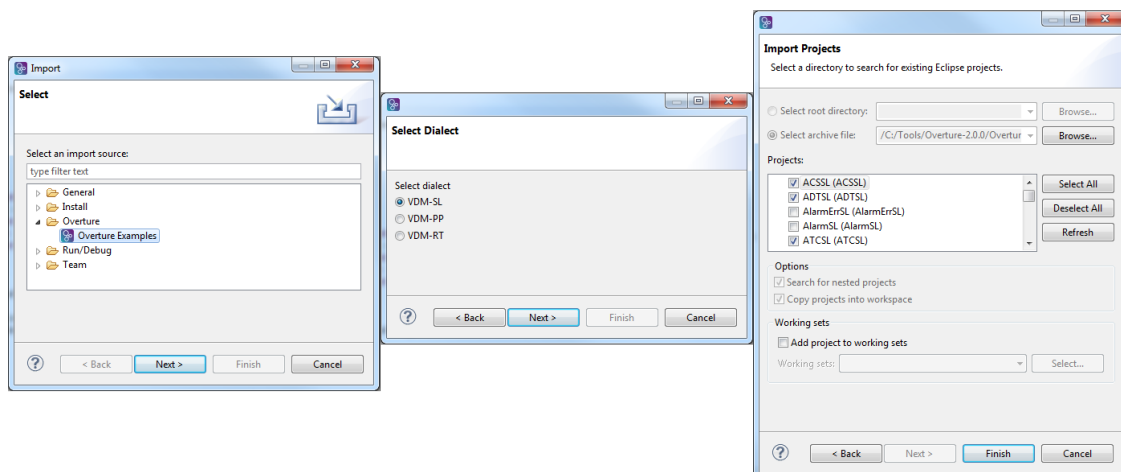 Import
Select
Select an import source:
type filter text
General
Install
Overture
Overture Examples
Run/Debug
Team
< Back
Next >
Finish
Cancel
Select Dialect
Select dialect
VDM-SL
VDM-PP
VDM-RT
< Back
Next >
Finish
Cancel
Import Projects
Select a directory to search for existing Eclipse projects.
Select root directory:
Browse...
Select archive file:
/C:/Tools/Overture-2.0.0/Overtur
Browse...
Projects:
ACSSL (ACSSL)
Select All
ADTSL (ADTSL)
AlarmErrSL (AlarmErrSL)
Deselect All
AlarmSL (AlarmSL)
Refresh
ATCSL (ATCSL)
Options
Search for nested projects
Copy projects into workspace
Working sets
Add project to working sets
Working sets:
Select...
< Back
Next >
Finish
Cancel